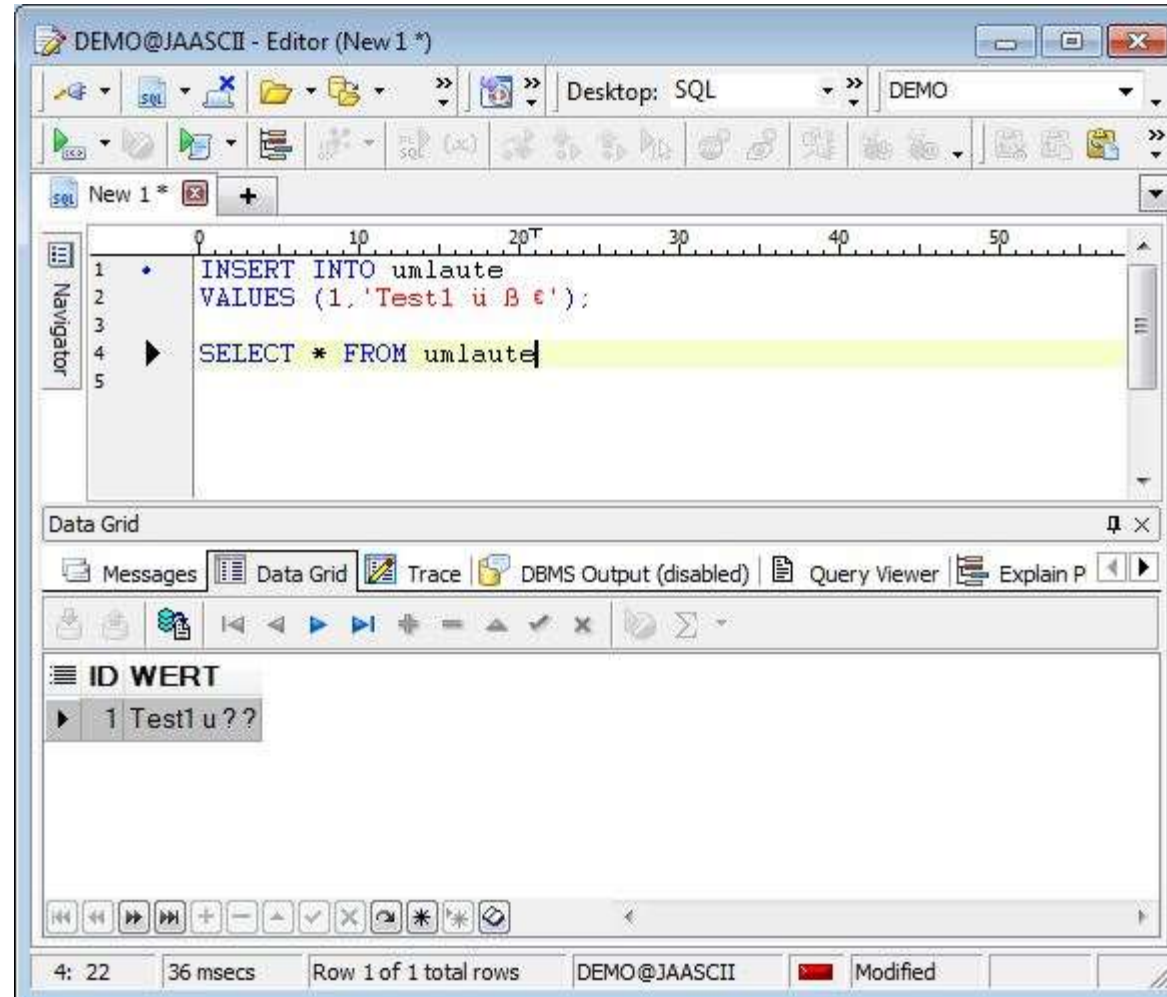 DEMO@JAASCII - Editor (New 1 *)
SQL Desktop: SQL DEMO
SQL New 1 * +
0 10 20 30 40 50
Navigator
1 INSERT INTO umlaute
2 VALUES (1,'Test1 ü ß €');
3
4 SELECT * FROM umlaute
5
Data Grid
Messages Data Grid Trace DBMS Output (disabled) Query Viewer Explain P
ID WERT
1 Test1 u ? ?
4: 22 36 msecs Row 1 of 1 total rows DEMO@JAASCII Modified